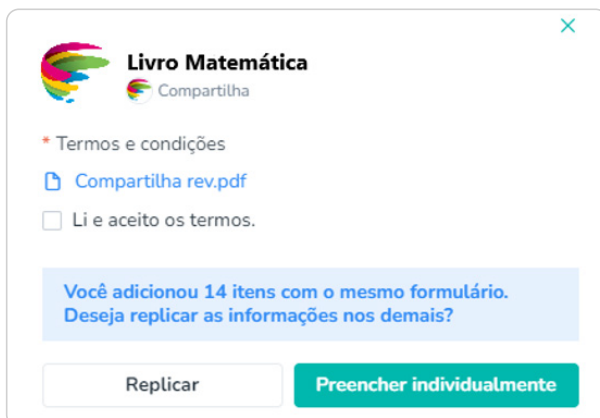 Livro Matemática
Compartilha
* Termos e condições
Compartilha rev.pdf
Li e aceito os termos.
Você adicionou 14 itens com o mesmo formulário.
Deseja replicar as informações nos demais?
Replicar
Preencher individualmente